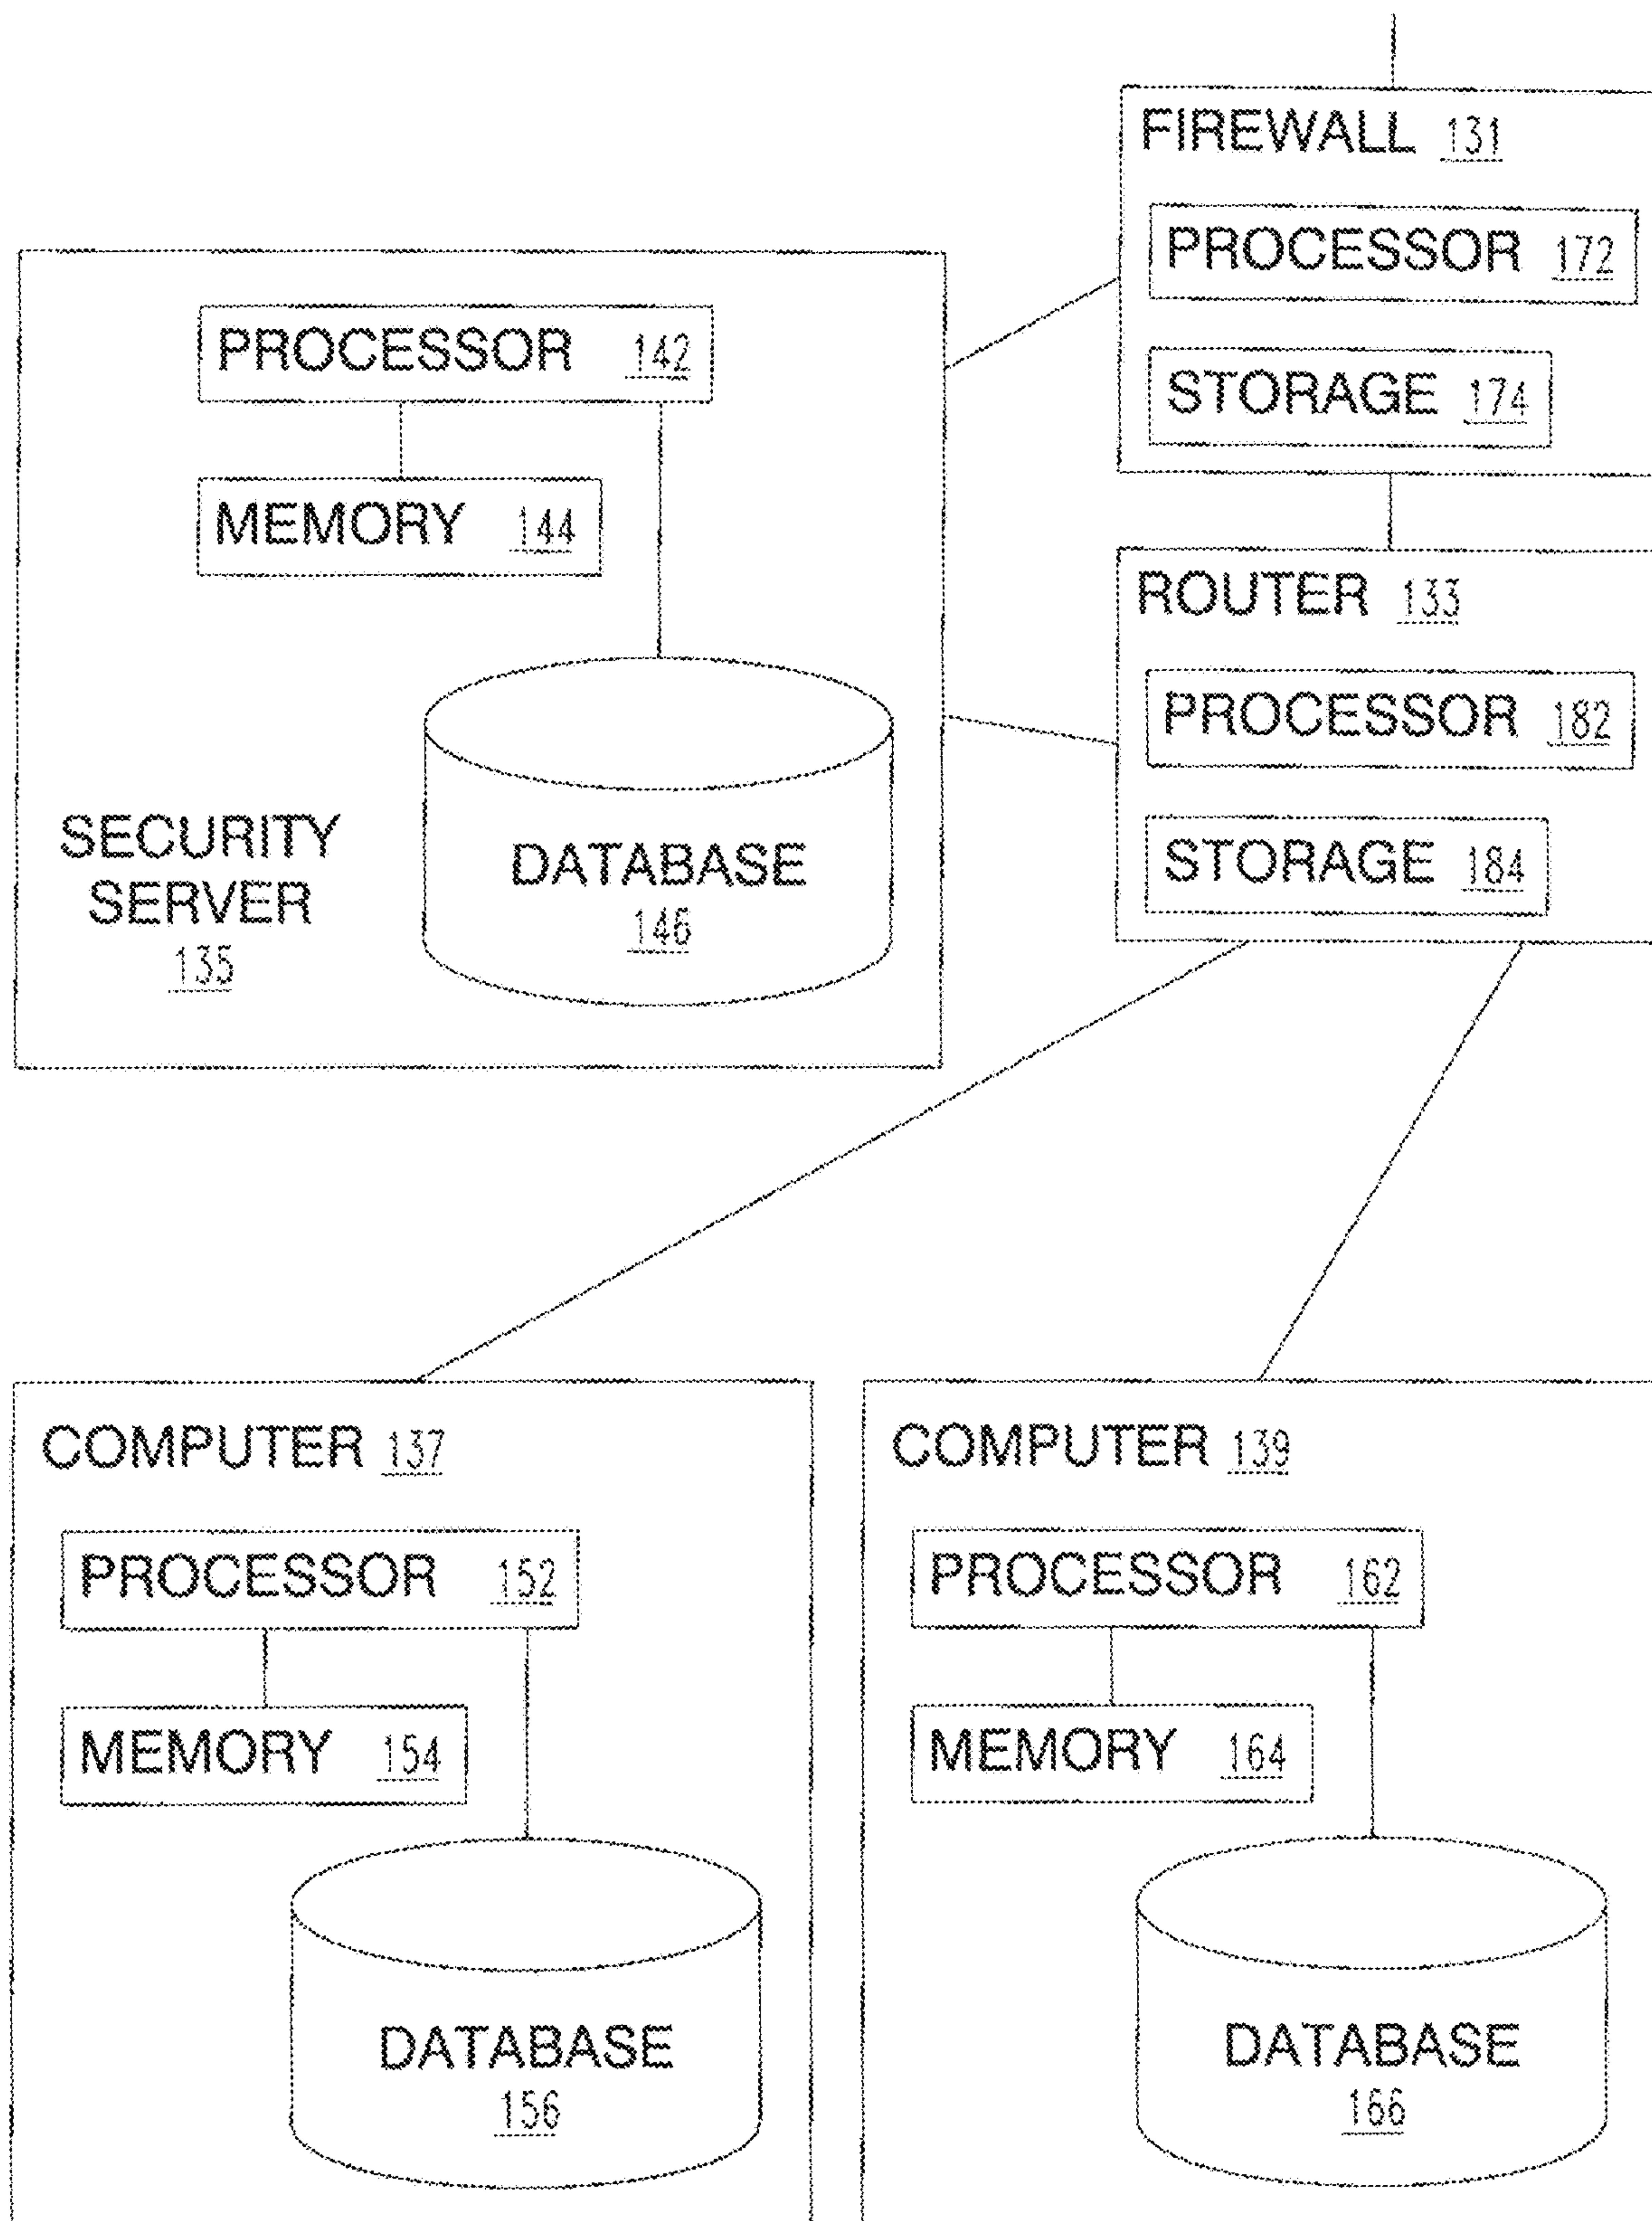 FIREWALL 131
PROCESSOR 172
STORAGE 174
PROCESSOR 142
MEMORY 144
DATABASE
146
SECURITY
SERVER
135
ROUTER 133
PROCESSOR 182
STORAGE 184
COMPUTER 137
PROCESSOR 152
MEMORY 154
DATABASE
156
COMPUTER 139
PROCESSOR 162
MEMORY 164
DATABASE
166